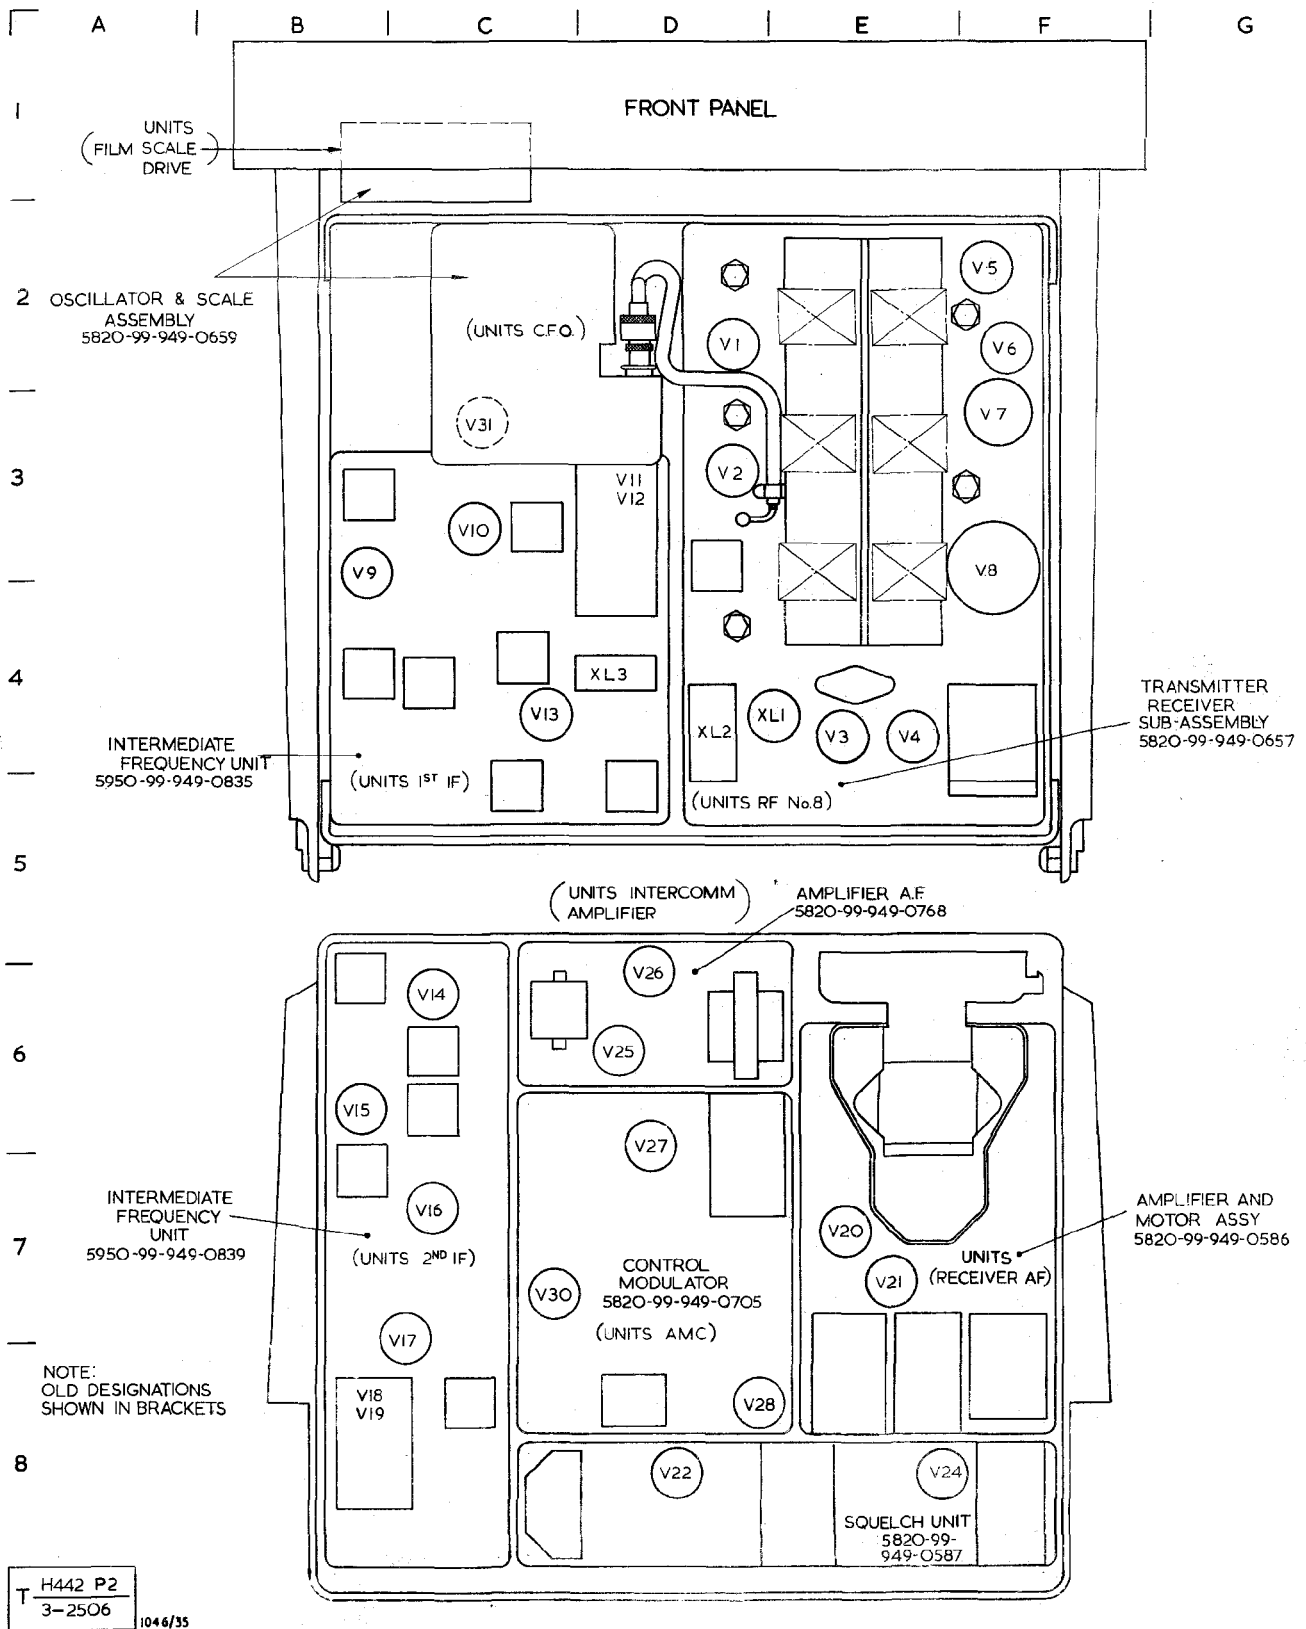 A B C D E F G
1
FRONT PANEL
UNITS
(FILM SCALE)
DRIVE
2
OSCILLATOR & SCALE
ASSEMBLY
5820-99-949-0659
(UNITS C.F.O.)
V5
V1
V6
V31
V7
3
V11
V12
V2
V10
V9
V8
4
XL3
XL2
XL1
V13
V3
V4
TRANSMITTER
RECEIVER
SUB-ASSEMBLY
5820-99-949-0657
INTERMEDIATE
FREQUENCY UNIT
5950-99-949-0835
(UNITS 1ST IF)
(UNITS RF No.8)
5
(UNITS INTERCOMM
AMPLIFIER)
AMPLIFIER A.F.
5820-99-949-0768
V26
V14
6
V25
V15
V27
INTERMEDIATE
FREQUENCY
UNIT
5950-99-949-0839
V16
(UNITS 2ND IF)
7
V20
AMPLIFIER AND
MOTOR ASSY
5820-99-949-0586
UNITS
(RECEIVER AF)
V21
CONTROL
MODULATOR
5820-99-949-0705
V30
(UNITS AMC)
V17
NOTE:
OLD DESIGNATIONS
SHOWN IN BRACKETS
V18
V19
V28
8
V22
V24
SQUELCH UNIT
5820-99-
949-0587
T H442 P2
3-2506
1046/35